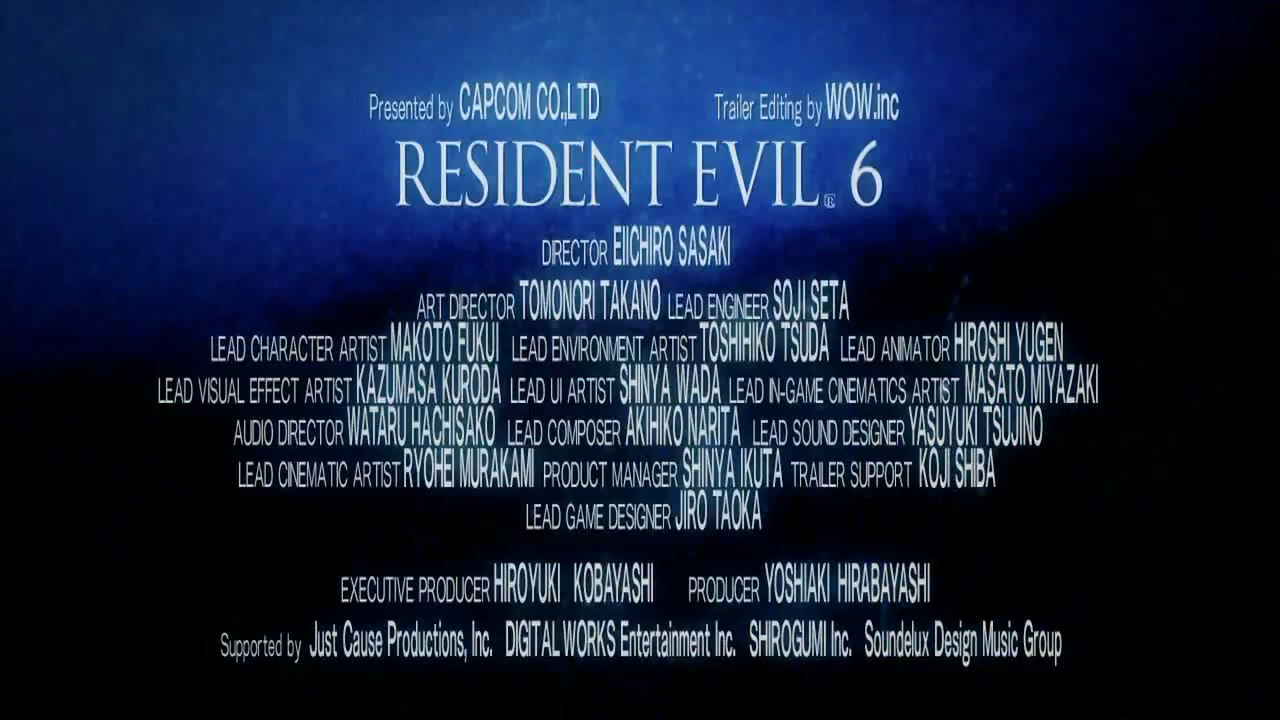 Presented by CAPCOM CO.,LTD Trailer Editing by WOW.inc
RESIDENT EVIL® 6
DIRECTOR EIICHIRO SASAKI
ART DIRECTOR TOMONORI TAKANO LEAD ENGINEER SOJI SETA
LEAD CHARACTER ARTIST MAKOTO FUKUI LEAD ENVIRONMENT ARTIST TOSHIHIKO TSUDA LEAD ANIMATOR HIROSHI YUGEN
LEAD VISUAL EFFECT ARTIST KAZUMASA KURODA LEAD UI ARTIST SHINYA WADA LEAD IN-GAME CINEMATICS ARTIST MASATO MIYAZAKI
AUDIO DIRECTOR WATARU HACHISAKO LEAD COMPOSER AKIHIKO NARITA LEAD SOUND DESIGNER YASUYUKI TSUJINO
LEAD CINEMATIC ARTIST RYOHEI MURAKAMI PRODUCT MANAGER SHINYA IKUTA TRAILER SUPPORT KOJI SHIBA
LEAD GAME DESIGNER JIRO TAOKA
EXECUTIVE PRODUCER HIROYUKI KOBAYASHI PRODUCER YOSHIAKI HIRABAYASHI
Supported by Just Cause Productions, Inc. DIGITAL WORKS Entertainment Inc. SHIROGUMI Inc. Soundelux Design Music Group